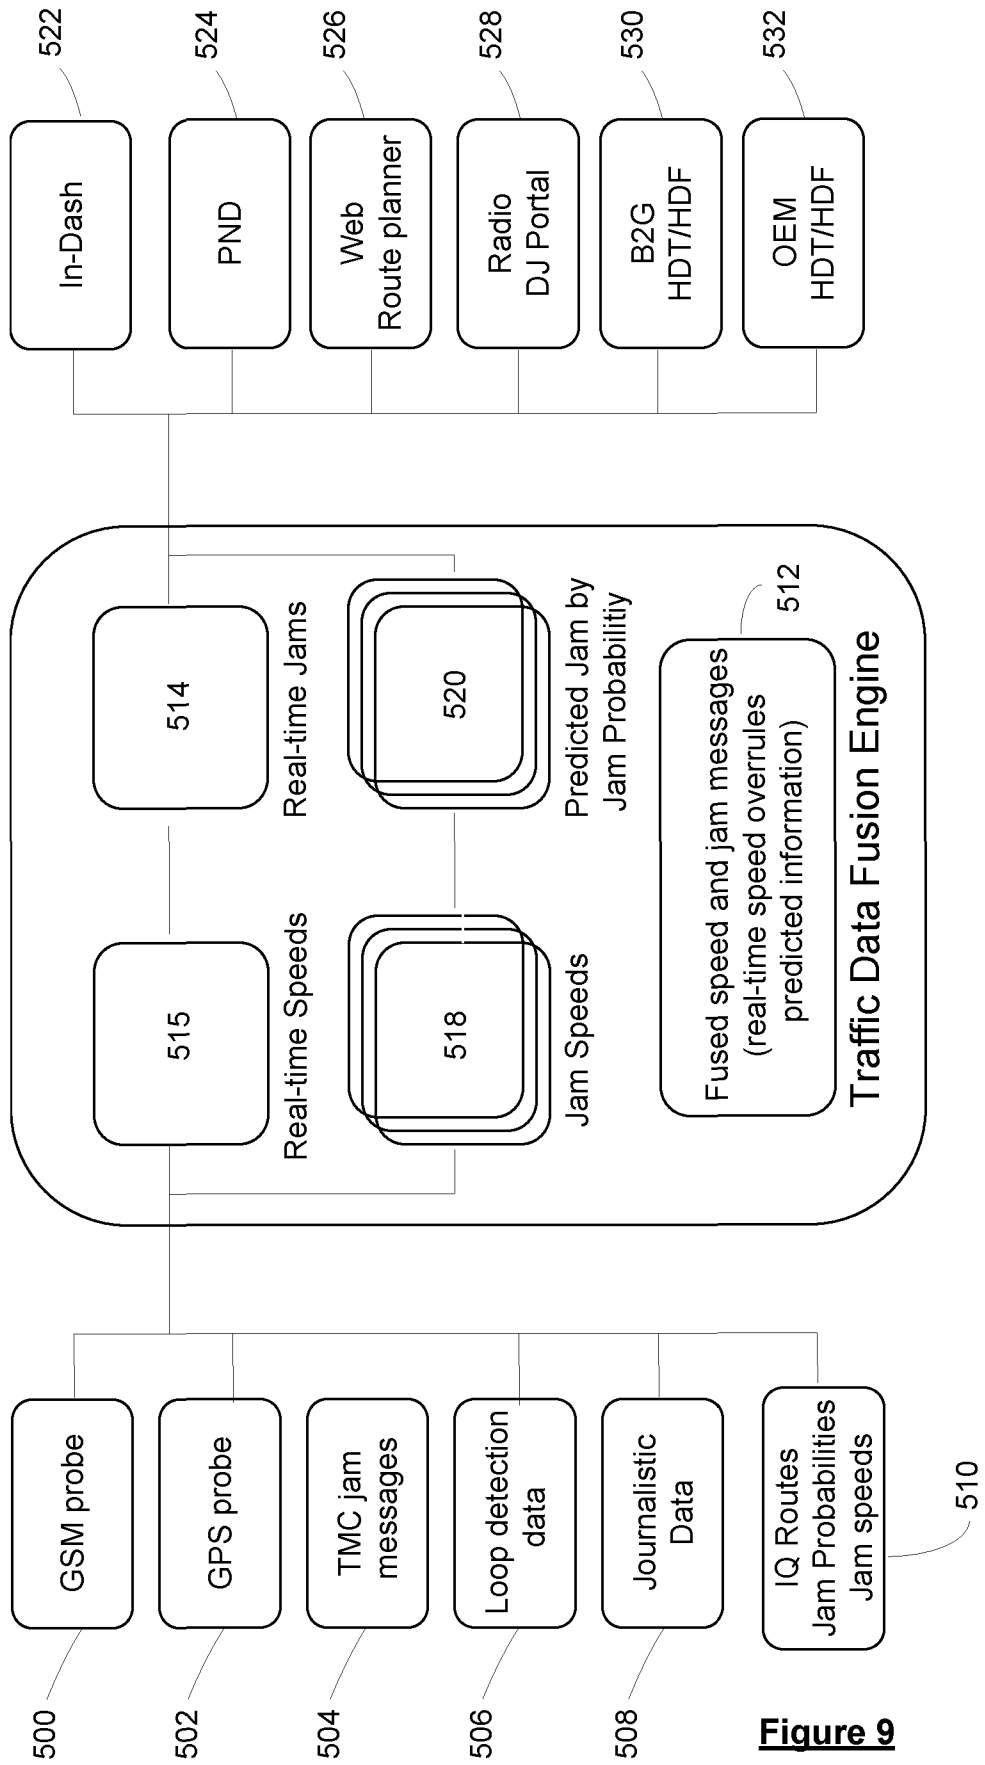 500
GSM probe
502
GPS probe
504
TMC jam
messages
506
Loop detection
data
508
Journalistic
Data
IQ Routes
Jam Probabilities
Jam speeds
510
515
Real-time Speeds
514
Real-time Jams
518
Jam Speeds
520
Predicted Jam by
Jam Probabilitiy
Fused speed and jam messages
(real-time speed overrules
predicted information)
512
Traffic Data Fusion Engine
In-Dash
522
PND
524
Web
Route planner
526
Radio
DJ Portal
528
B2G
HDT/HDF
530
OEM
HDT/HDF
532
Figure 9